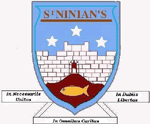 St NINIAN'S
In Necessariis
Unitas
In Dubiis
Libertas
In Omnibus Caritas